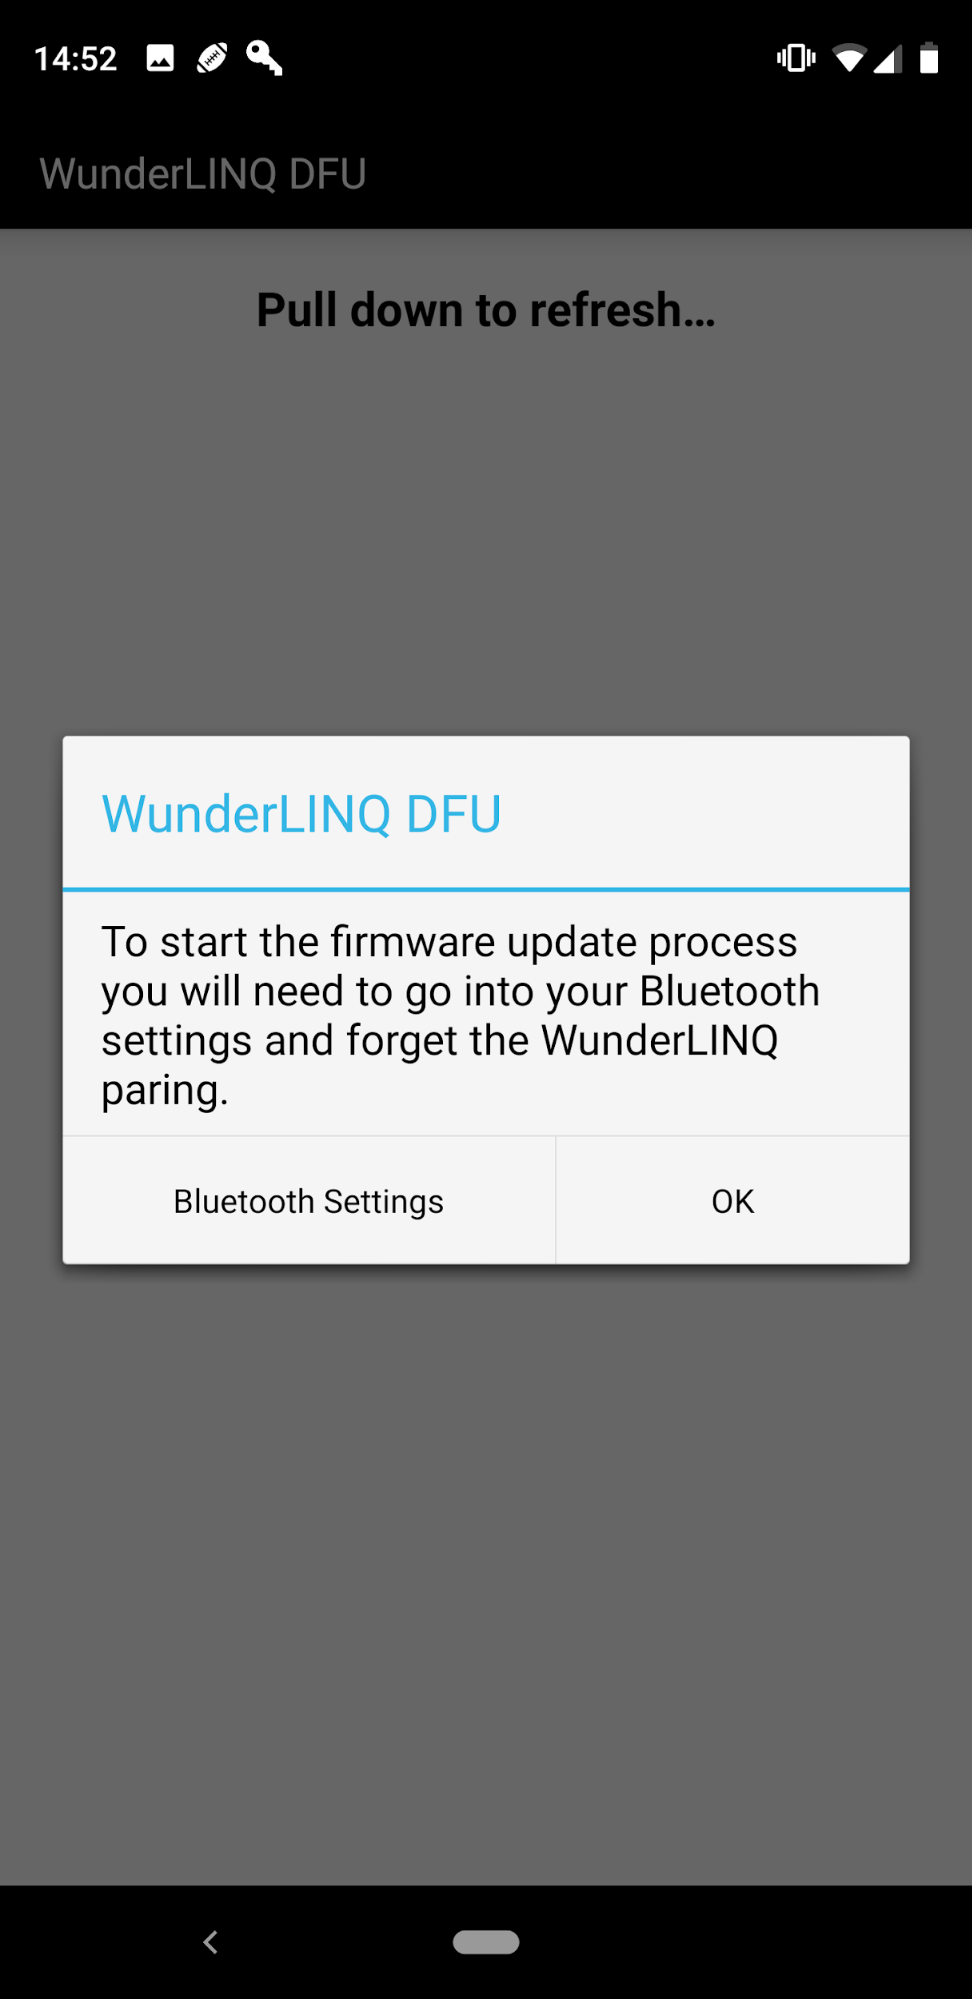 14:52
WunderLINQ DFU
Pull down to refresh...
WunderLINQ DFU
To start the firmware update process
you will need to go into your Bluetooth
settings and forget the WunderLINQ
paring.
Bluetooth Settings
OK